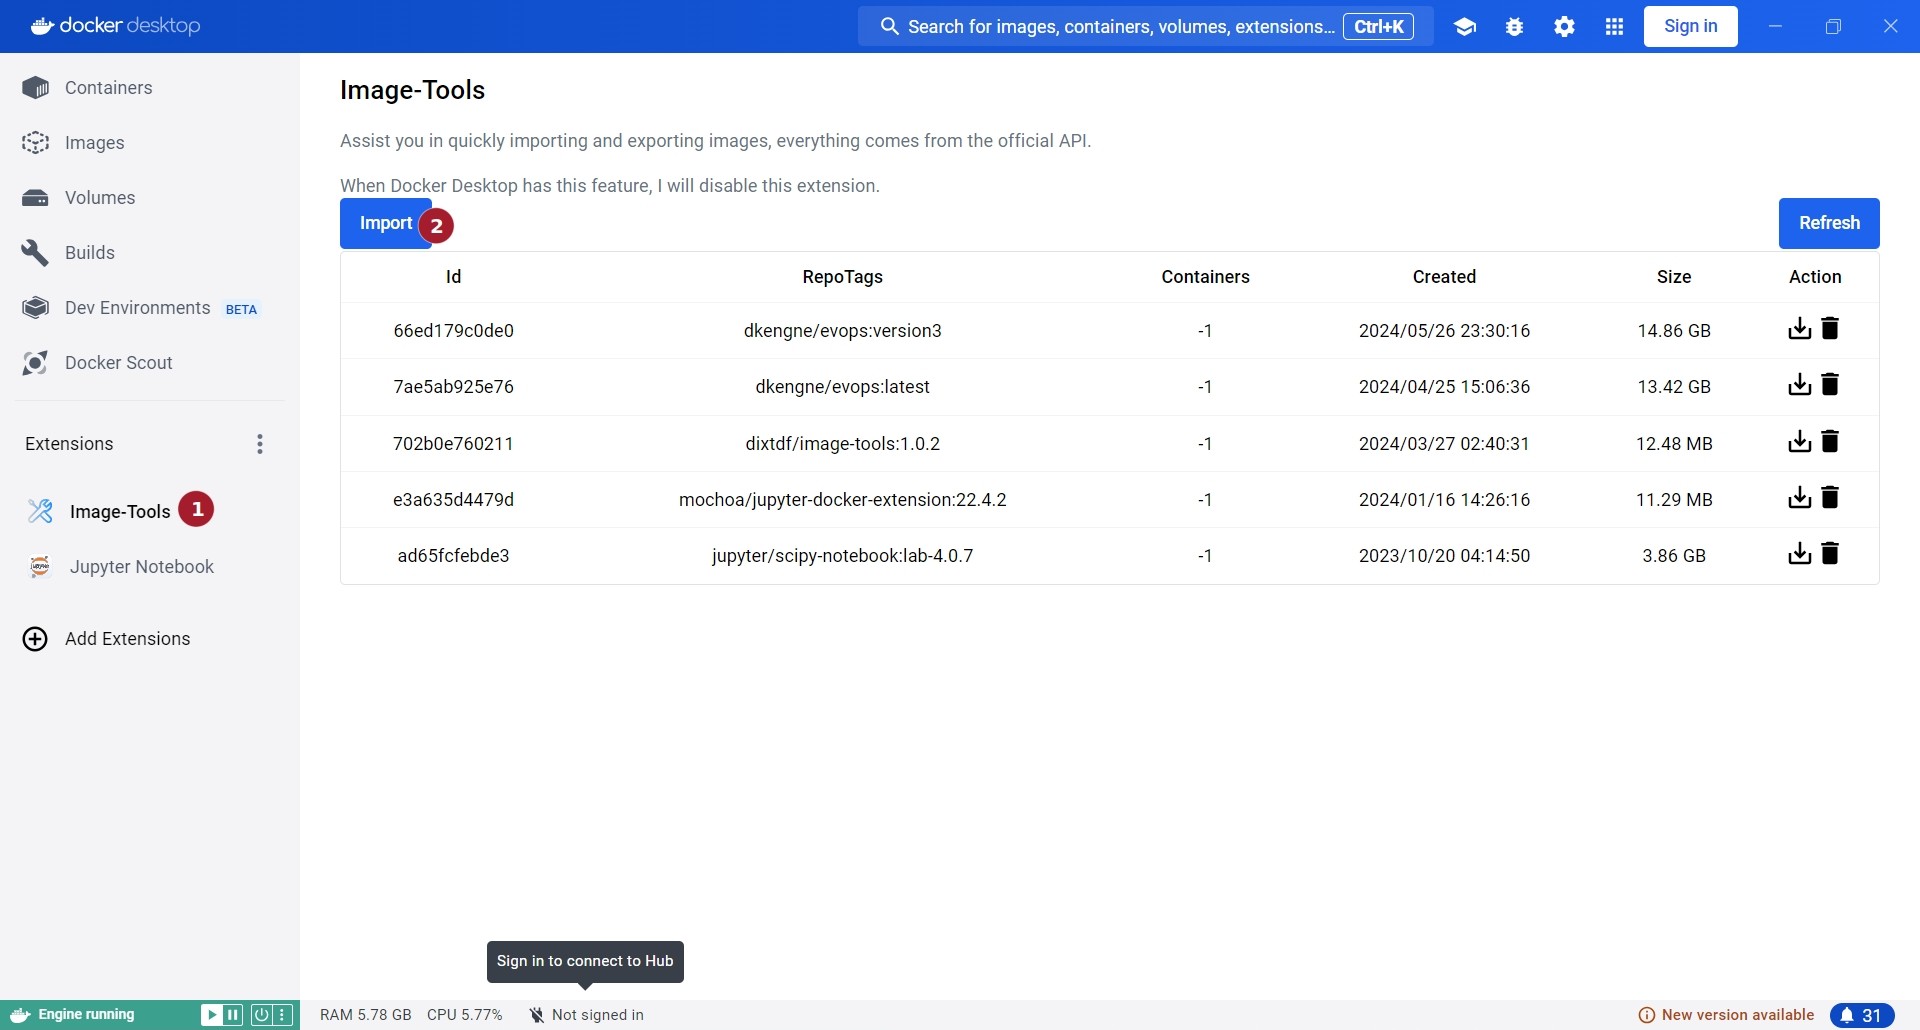 docker desktop
Search for images, containers, volumes, extensions... Ctrl+K
Sign in
Containers
Images
Volumes
Builds
Dev Environments BETA
Docker Scout
Extensions
Image-Tools 1
Jupyter Notebook
Add Extensions
Image-Tools
Assist you in quickly importing and exporting images, everything comes from the official API.
When Docker Desktop has this feature, I will disable this extension.
Import 2
Refresh
Id RepoTags Containers Created Size Action
66ed179c0de0 dkengne/evops:version3 -1 2024/05/26 23:30:16 14.86 GB
7ae5ab925e76 dkengne/evops:latest -1 2024/04/25 15:06:36 13.42 GB
702b0e760211 dixtdf/image-tools:1.0.2 -1 2024/03/27 02:40:31 12.48 MB
e3a635d4479d mochoa/jupyter-docker-extension:22.4.2 -1 2024/01/16 14:26:16 11.29 MB
ad65fcfebde3 jupyter/scipy-notebook:lab-4.0.7 -1 2023/10/20 04:14:50 3.86 GB
Sign in to connect to Hub
Engine running
RAM 5.78 GB CPU 5.77% Not signed in
New version available 31